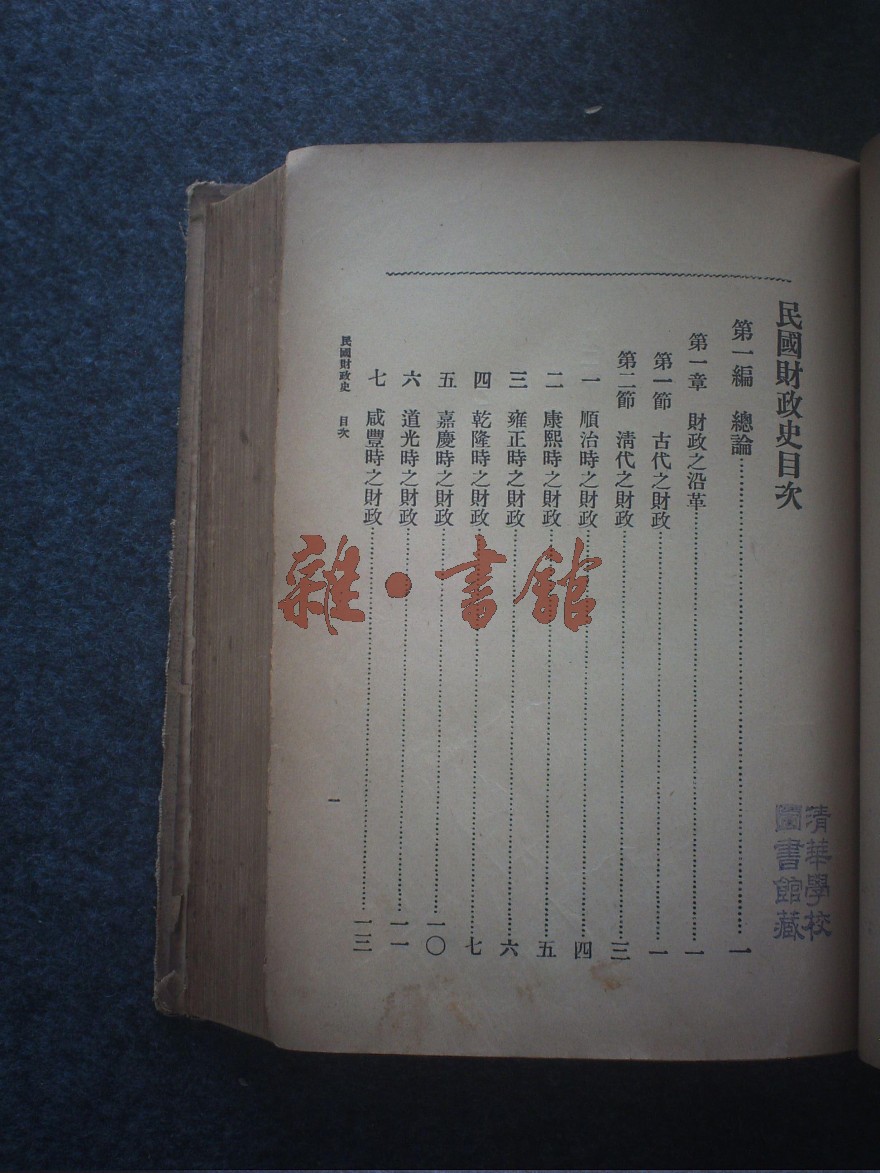 民國財政史目次
第一編　總論……一
第一章　財政之沿革……一
第一節　古代之財政……一
第二節　淸代之財政……三
一　順治時之財政……四
二　康熙時之財政……五
三　雍正時之財政……六
四　乾隆時之財政……七
五　嘉慶時之財政……一〇
六　道光時之財政……一一
七　咸豐時之財政……一三
民國財政史　目次
一
清華學校
圖書館藏
雜·書館